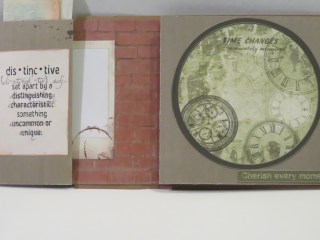 dis • tinc • tive
set apart by a
distinguishing
characteristic
something
uncommon or
unique.
TIME CHANGES
Cherish every mome